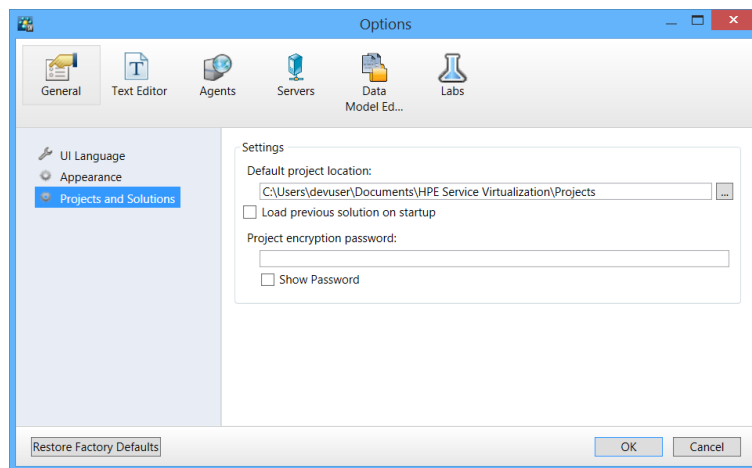 Options
General
Text Editor
Agents
Servers
Data
Model Ed...
Labs
UI Language
Appearance
Projects and Solutions
Settings
Default project location:
C:\Users\devuser\Documents\HPE Service Virtualization\Projects
...
Load previous solution on startup
Project encryption password:
Show Password
Restore Factory Defaults
OK
Cancel